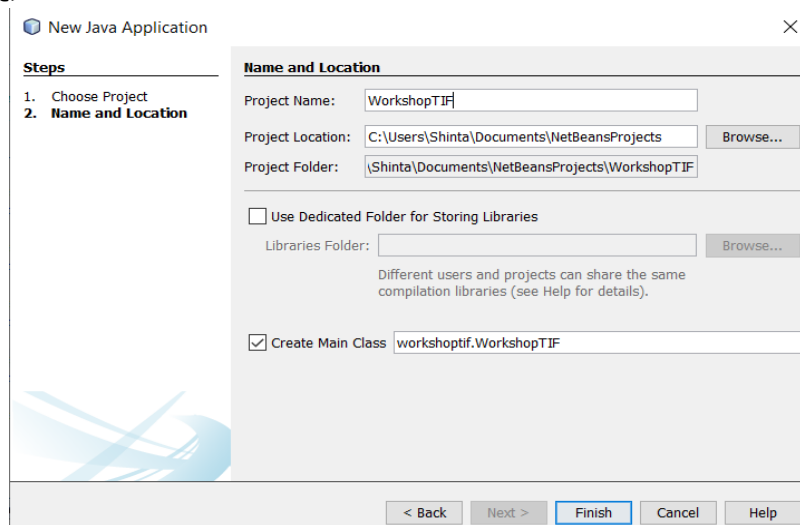 New Java Application
Steps
1. Choose Project
2. Name and Location
Name and Location
Project Name: WorkshopTIF
Project Location: C:\Users\Shinta\Documents\NetBeansProjects Browse...
Project Folder: \Shinta\Documents\NetBeansProjects\WorkshopTIF
Use Dedicated Folder for Storing Libraries
Libraries Folder: Browse...
Different users and projects can share the same
compilation libraries (see Help for details).
Create Main Class workshoptif.WorkshopTIF
< Back Next > Finish Cancel Help